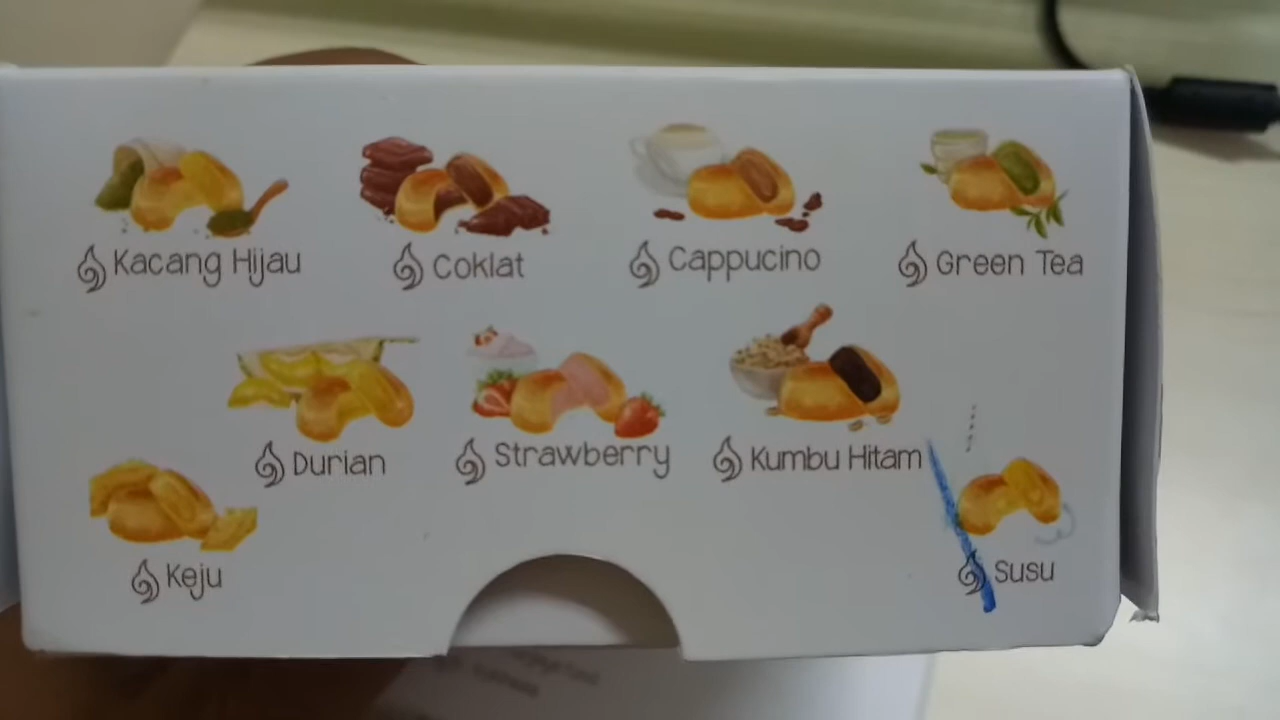 Kacang Hijau
Coklat
Cappucino
Green Tea
Durian
Strawberry
Kumbu Hitam
Keju
Susu